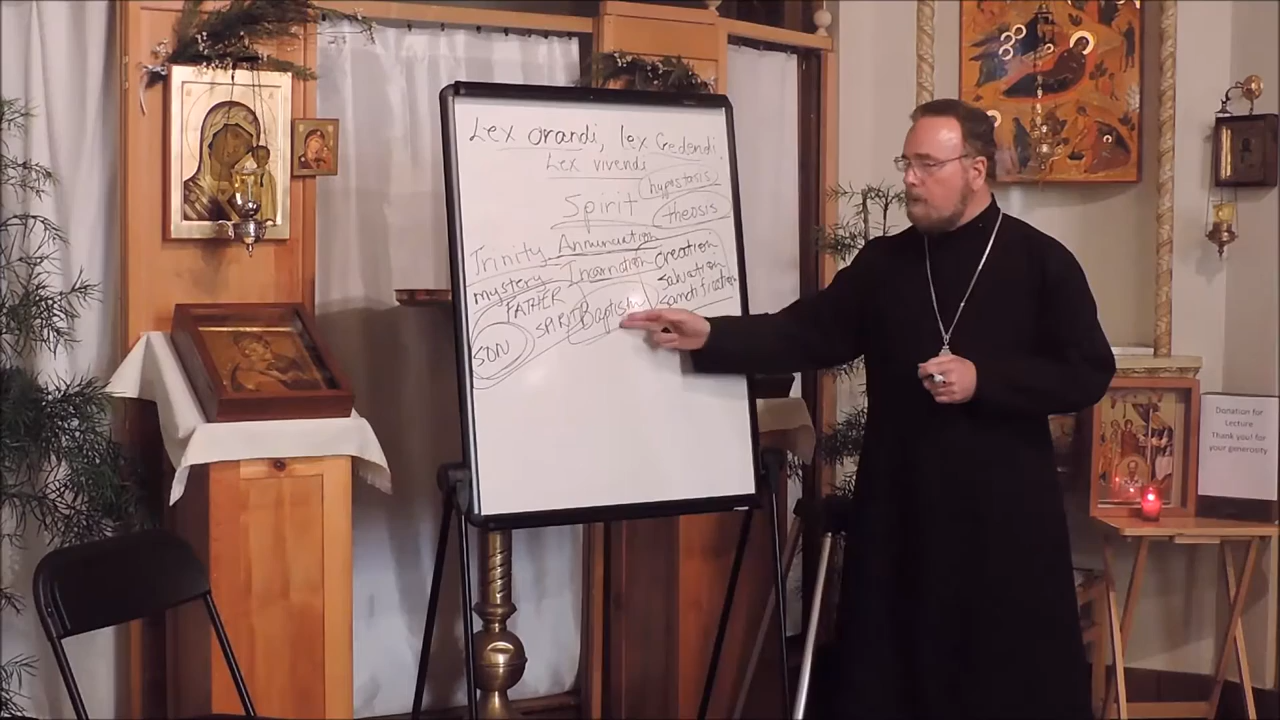 Lex orandi, lex Credendi,
Lex vivendi
hypostasis
Spirit
theosis
Trinity Annunciation
mystery Incarnation creation
FATHER salvation
SPIRIT Baptism sanctification
SON
Donation for
Lecture
Thank you! for
your generosity